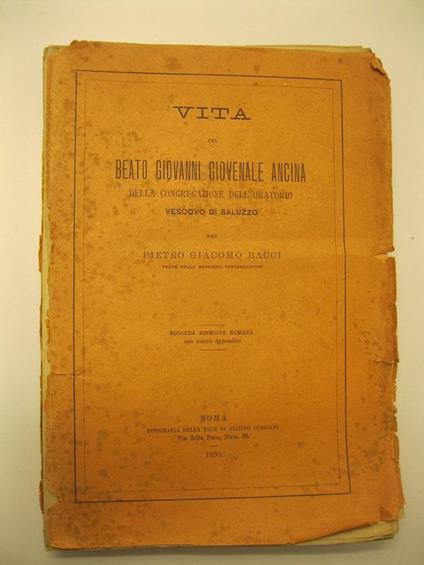 VITA
DEL
BEATO GIOVANNI GIOVENALE ANCINA
DELLA CONGREGAZIONE DELL'ORATORIO
VESCOVO DI SALUZZO
PER
PIETRO GIACOMO BACCI
PRETE DELLA MEDESIMA CONGREGAZIONE
SECONDA EDIZIONE ROMANA
con nuova appendice
ROMA
TIPOGRAFIA DELLA PACE DI FILIPPO CUGGIANI
Via della Pace, Num. 35.
1890.